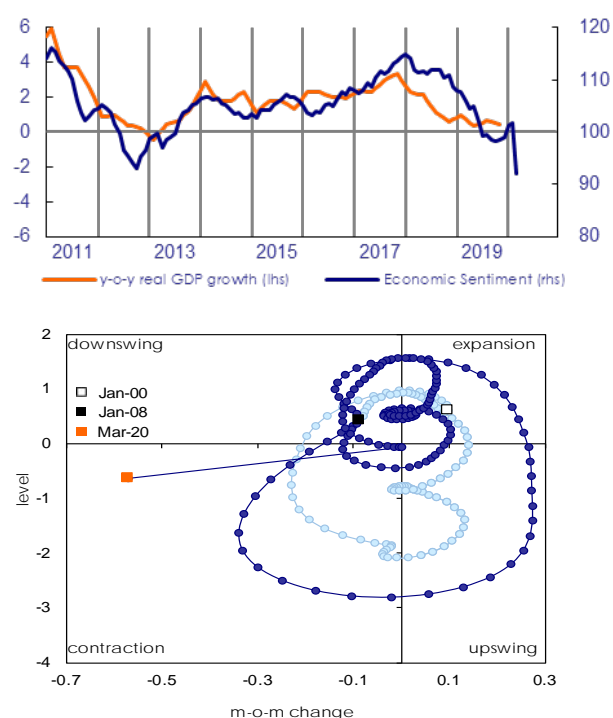 6 120
4 110
2
0 100
-2
-4 90
-6 80
2011 2013 2015 2017 2019
y-o-y real GDP growth (lhs) Economic Sentiment (rhs)
2
downswing expansion
1
Jan-00
Jan-08
Mar-20
0
level
-1
-2
-3
contraction upswing
-4
-0.7 -0.5 -0.3 -0.1 0.1 0.3
m-o-m change